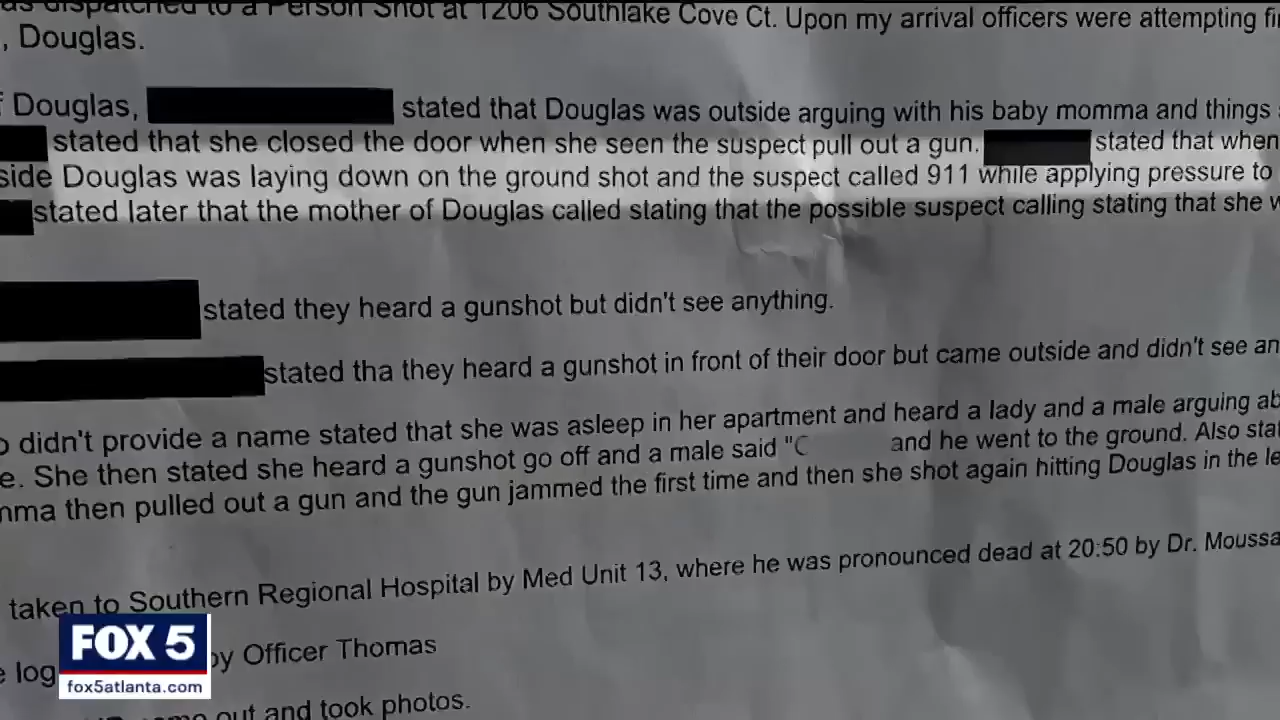 as dispatched to a Person Shot at 1206 Southlake Cove Ct. Upon my arrival officers were attempting
, Douglas.
Douglas, stated that Douglas was outside arguing with his baby momma and things
stated that she closed the door when she seen the suspect pull out a gun. stated that when
side Douglas was laying down on the ground shot and the suspect called 911 while applying pressure to
stated later that the mother of Douglas called stating that the possible suspect calling stating that she w
stated they heard a gunshot but didn't see anything.
stated tha they heard a gunshot in front of their door but came outside and didn't see an
o didn't provide a name stated that she was asleep in her apartment and heard a lady and a male arguing ab
e. She then stated she heard a gunshot go off and a male said "C and he went to the ground. Also stat
mma then pulled out a gun and the gun jammed the first time and then she shot again hitting Douglas in the le
taken to Southern Regional Hospital by Med Unit 13, where he was pronounced dead at 20:50 by Dr. Moussa
e log by Officer Thomas
out and took photos.
FOX 5
fox5atlanta.com